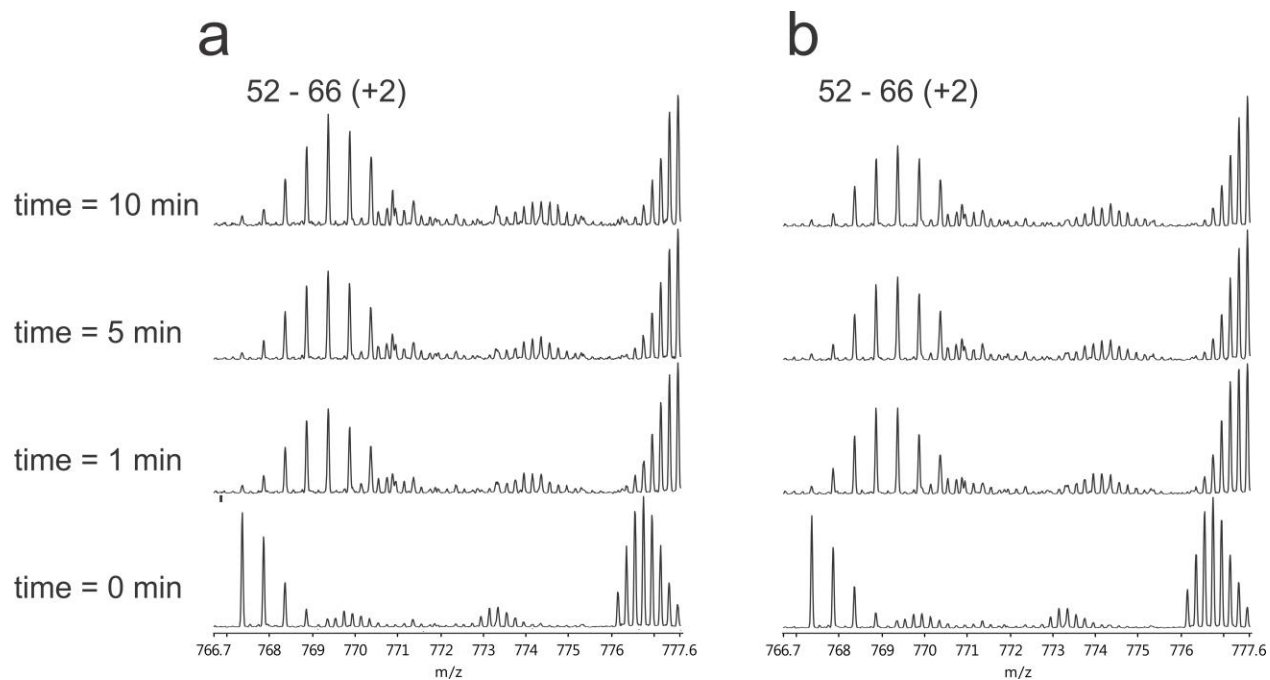 a b
52 - 66 (+2) 52 - 66 (+2)
time = 10 min
time = 5 min
time = 1 min
time = 0 min
766.7 768 769 770 771 772 773 774 775 776 777.6 766.7 768 769 770 771 772 773 774 775 776 777.6
m/z m/z